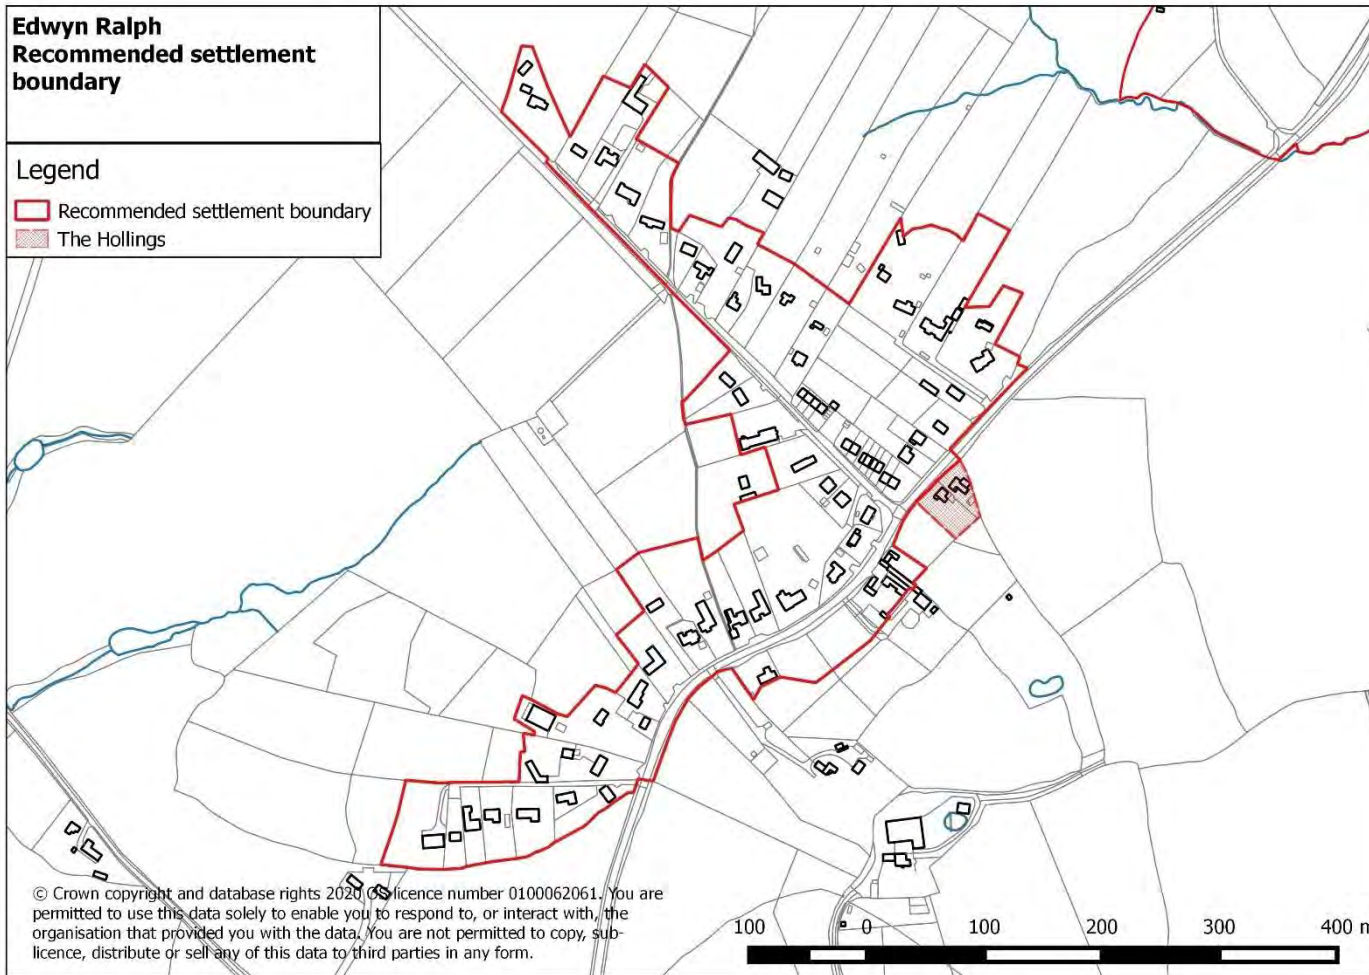 Edwyn Ralph
Recommended settlement
boundary
Legend
Recommended settlement boundary
The Hollings
© Crown copyright and database rights 2020 OS licence number 0100062061. You are
permitted to use this data solely to enable you to respond to, or interact with, the
organisation that provided you with the data. You are not permitted to copy, sub-
licence, distribute or sell any of this data to third parties in any form.
100 0 100 200 300 400 m